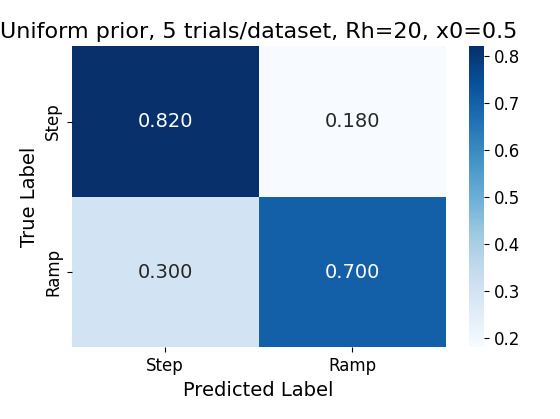 Uniform prior, 5 trials/dataset, Rh=20, x0=0.5
True Label
Step
Ramp
0.820
0.180
0.300
0.700
Step
Ramp
Predicted Label
0.8
0.7
0.6
0.5
0.4
0.3
0.2